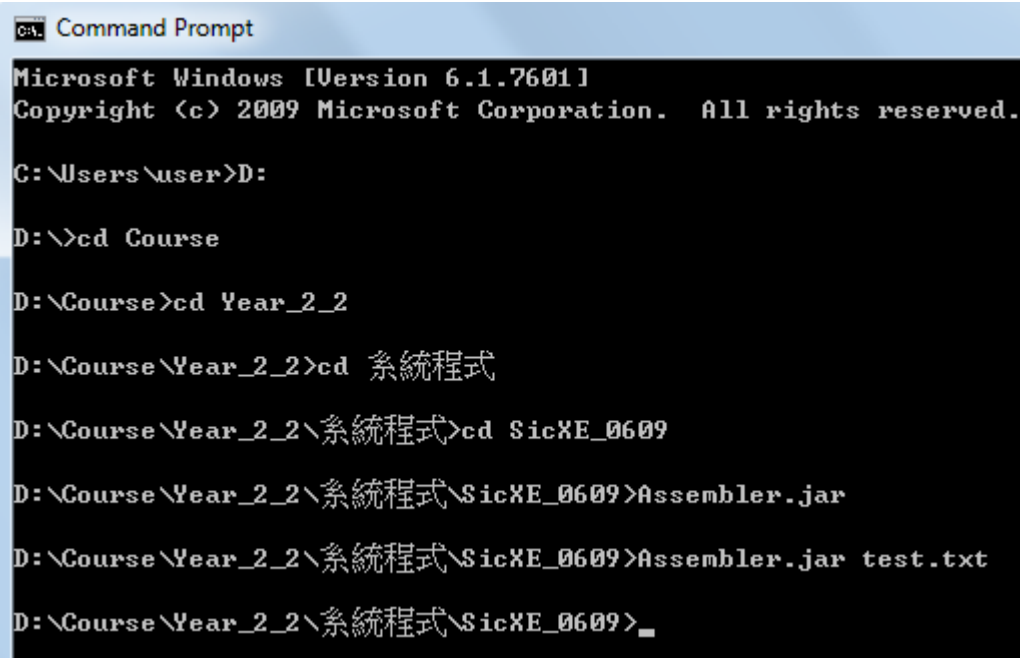 Command Prompt
Microsoft Windows [Version 6.1.7601]
Copyright (c) 2009 Microsoft Corporation.  All rights reserved.
C:\Users\user>D:
D:\>cd Course
D:\Course>cd Year_2_2
D:\Course\Year_2_2>cd 系統程式
D:\Course\Year_2_2\系統程式>cd SicXE_0609
D:\Course\Year_2_2\系統程式\SicXE_0609>Assembler.jar
D:\Course\Year_2_2\系統程式\SicXE_0609>Assembler.jar test.txt
D:\Course\Year_2_2\系統程式\SicXE_0609>_